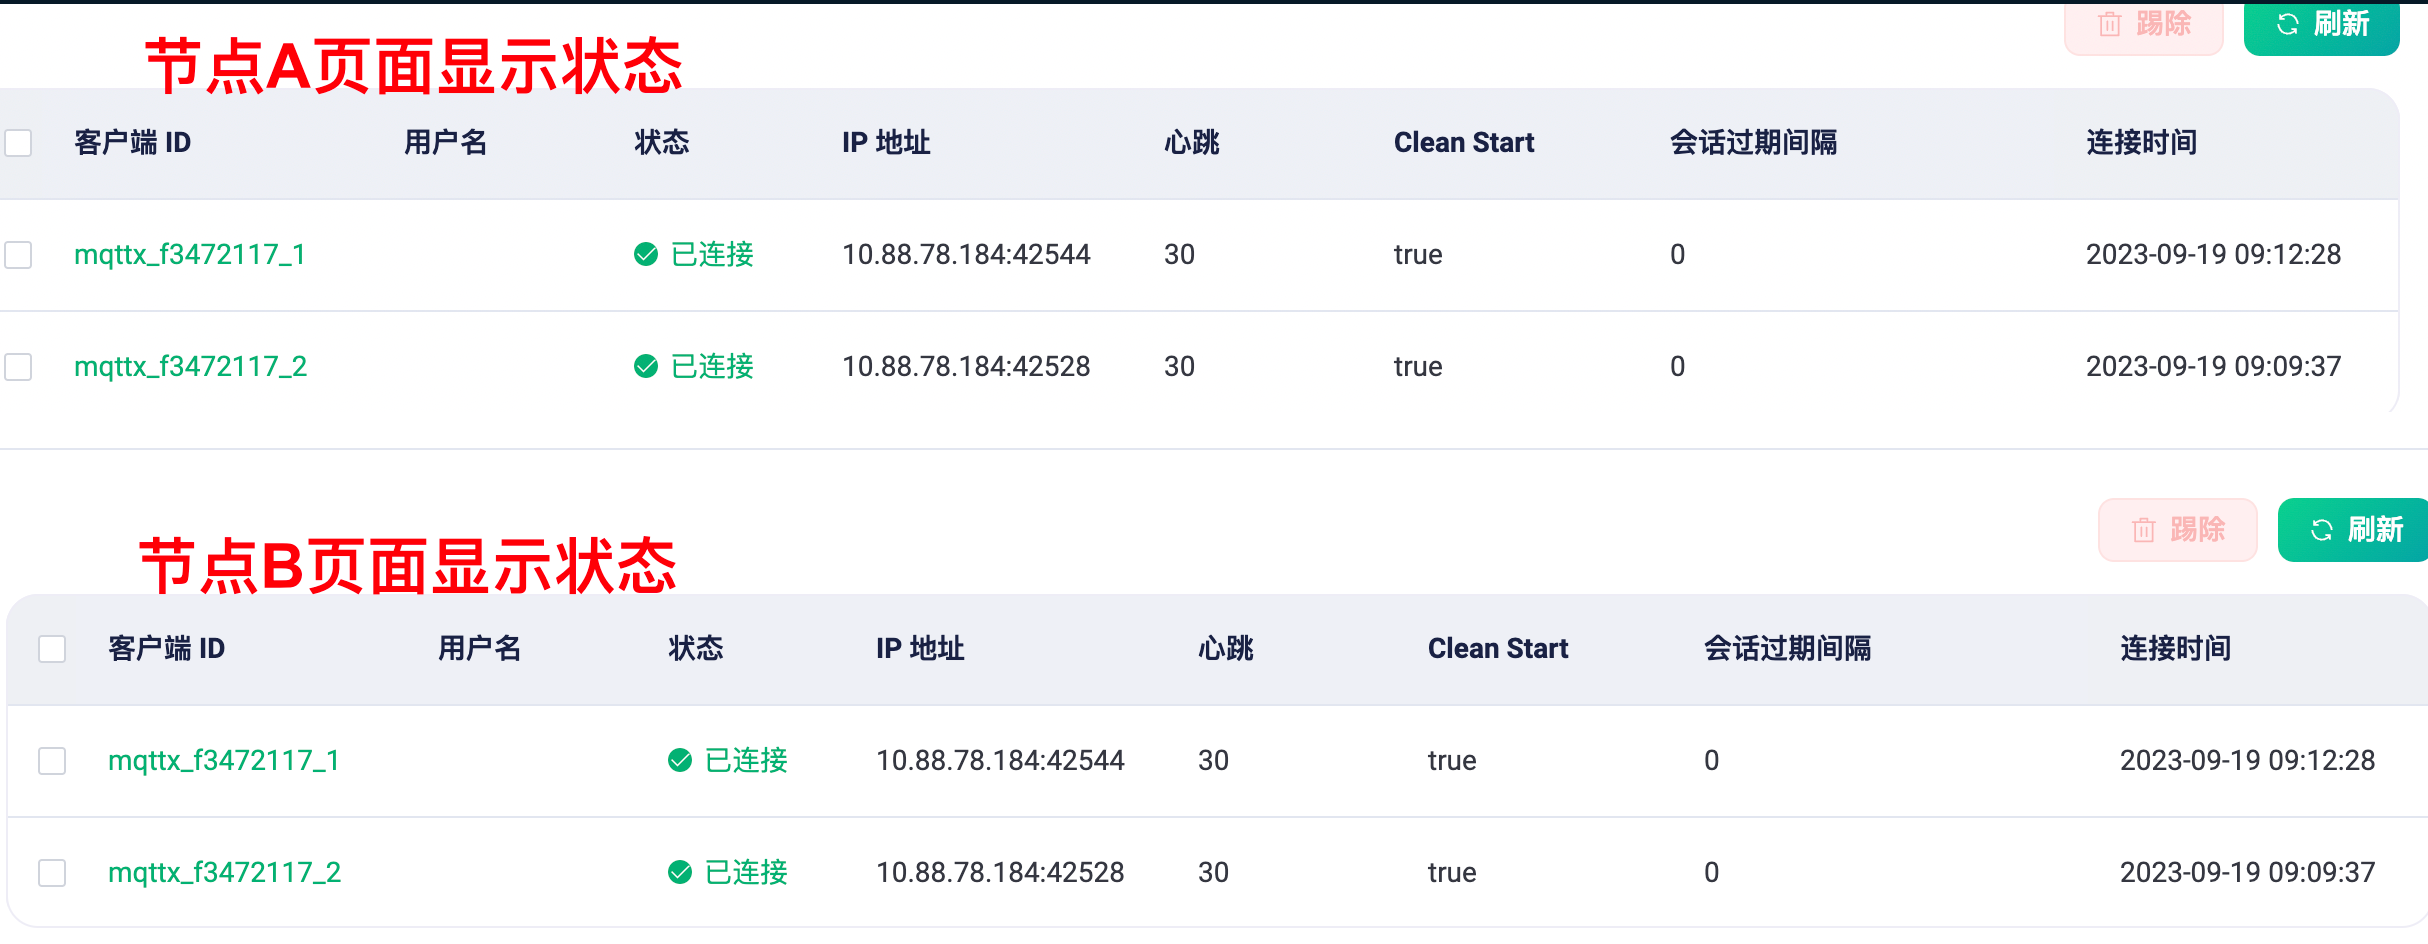 踢除 刷新
节点A页面显示状态
客户端 ID 用户名 状态 IP 地址 心跳 Clean Start 会话过期间隔 连接时间
mqttx_f3472117_1 已连接 10.88.78.184:42544 30 true 0 2023-09-19 09:12:28
mqttx_f3472117_2 已连接 10.88.78.184:42528 30 true 0 2023-09-19 09:09:37
踢除 刷新
节点B页面显示状态
客户端 ID 用户名 状态 IP 地址 心跳 Clean Start 会话过期间隔 连接时间
mqttx_f3472117_1 已连接 10.88.78.184:42544 30 true 0 2023-09-19 09:12:28
mqttx_f3472117_2 已连接 10.88.78.184:42528 30 true 0 2023-09-19 09:09:37